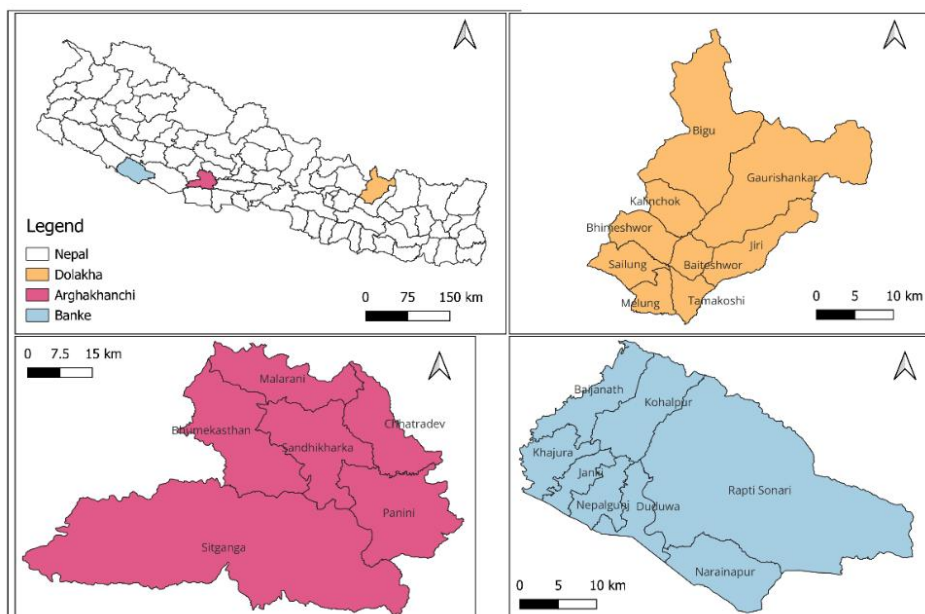 Legend
Nepal
Dolakha
Arghakhanchi
Banke
0 75 150 km
Bigu
Gaurishankar
Kalinchok
Bhimeshwor
Jiri
Sailung
Baiteshwor
Melung
Tamakoshi
0 5 10 km
0 7.5 15 km
Malarani
Chhatradev
Bhumekasthan
Sandhikharka
Panini
Sitganga
Baijanath
Kohalpur
Khajura
Janki
Rapti Sonari
Nepalgunj
Duduwa
Narainapur
0 5 10 km